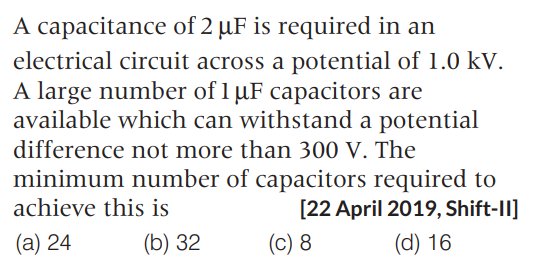 A capacitance of 2 μF is required in an
electrical circuit across a potential of 1.0 kV.
A large number of 1 μF capacitors are
available which can withstand a potential
difference not more than 300 V. The
minimum number of capacitors required to
achieve this is [22 April 2019, Shift-II]
(a) 24 (b) 32 (c) 8 (d) 16